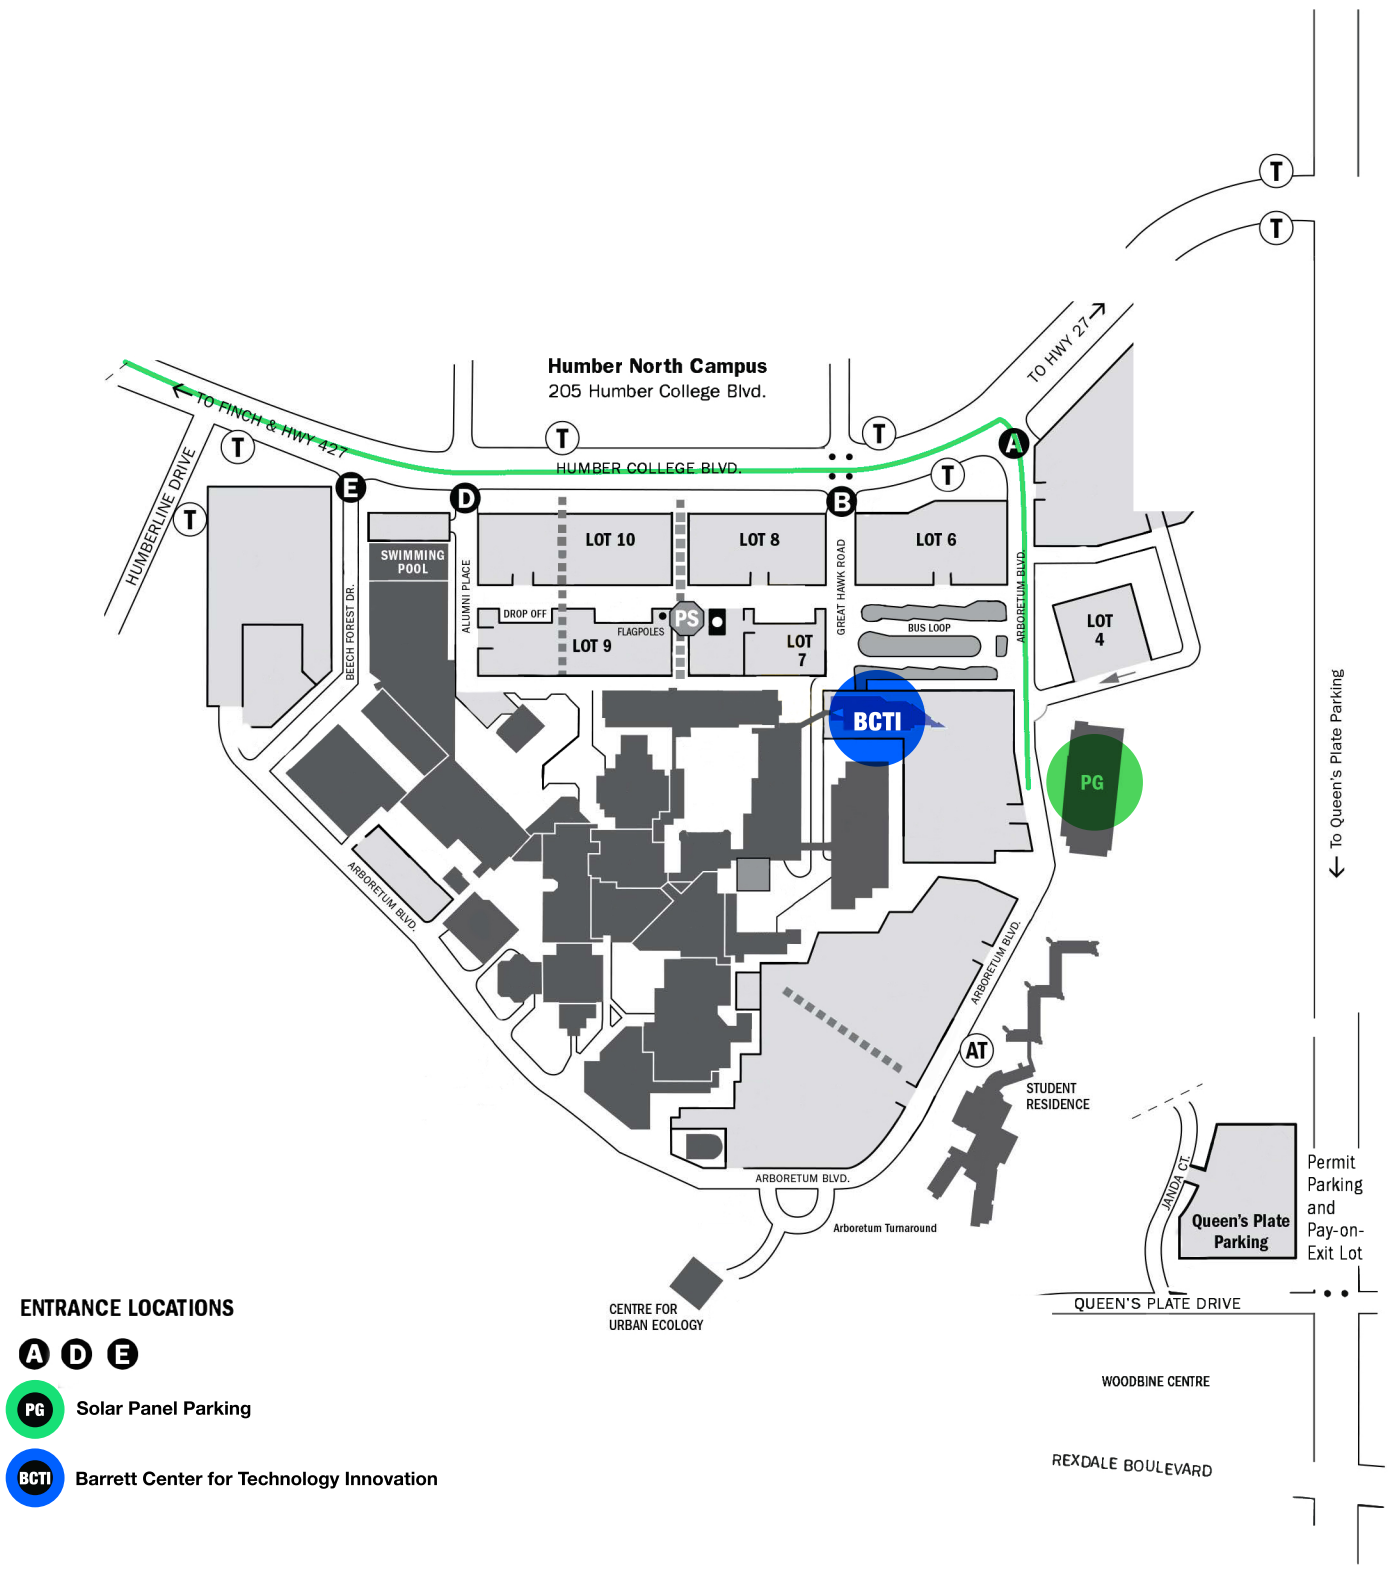 T
T
TO HWY 27
Humber North Campus
205 Humber College Blvd.
TO FINCH & HWY 427
T
T
T
A
HUMBER COLLEGE BLVD.
T
E
D
B
T
HUMBERLINE DRIVE
LOT 10
LOT 8
LOT 6
SWIMMING
POOL
ALUMNI PLACE
GREAT HAWK ROAD
ARBORETUM BLVD.
BEECH FOREST DR.
DROP OFF
FLAGPOLES
PS
LOT 9
LOT
7
BUS LOOP
LOT
4
BCTI
PG
To Queen's Plate Parking
ARBORETUM BLVD.
ARBORETUM BLVD.
AT
STUDENT
RESIDENCE
ARBORETUM BLVD.
Arboretum Turnaround
JANDA CT.
Queen's Plate
Parking
Permit
Parking
and
Pay-on-
Exit Lot
CENTRE FOR
URBAN ECOLOGY
QUEEN'S PLATE DRIVE
WOODBINE CENTRE
REXDALE BOULEVARD
ENTRANCE LOCATIONS
A D E
PG Solar Panel Parking
BCTI Barrett Center for Technology Innovation